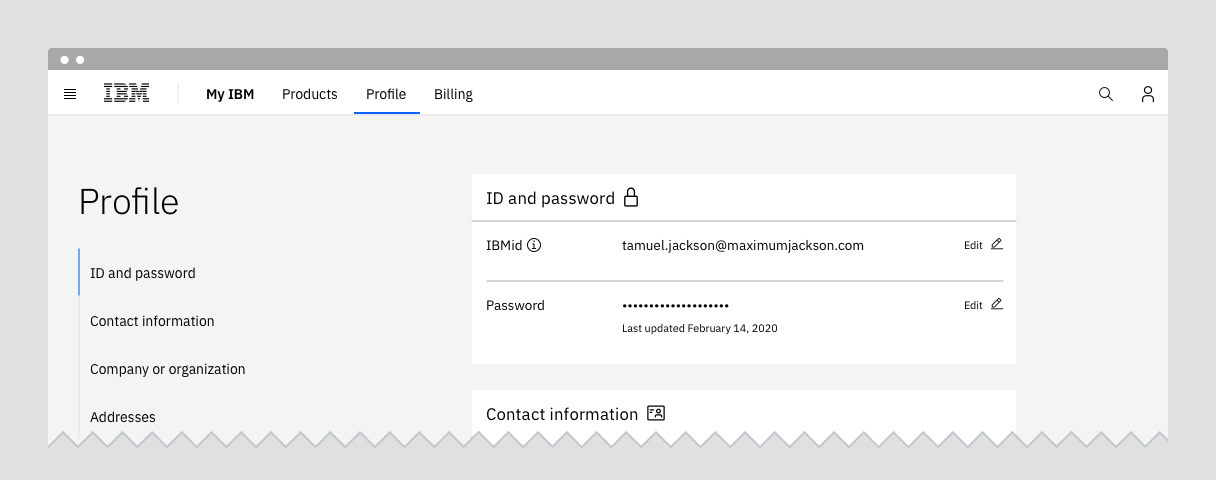 IBM My IBM Products Profile Billing
Profile
ID and password
Contact information
Company or organization
Addresses
ID and password
IBMid tamuel.jackson@maximumjackson.com Edit
Password •••••••••••••••••••• Edit
Last updated February 14, 2020
Contact information